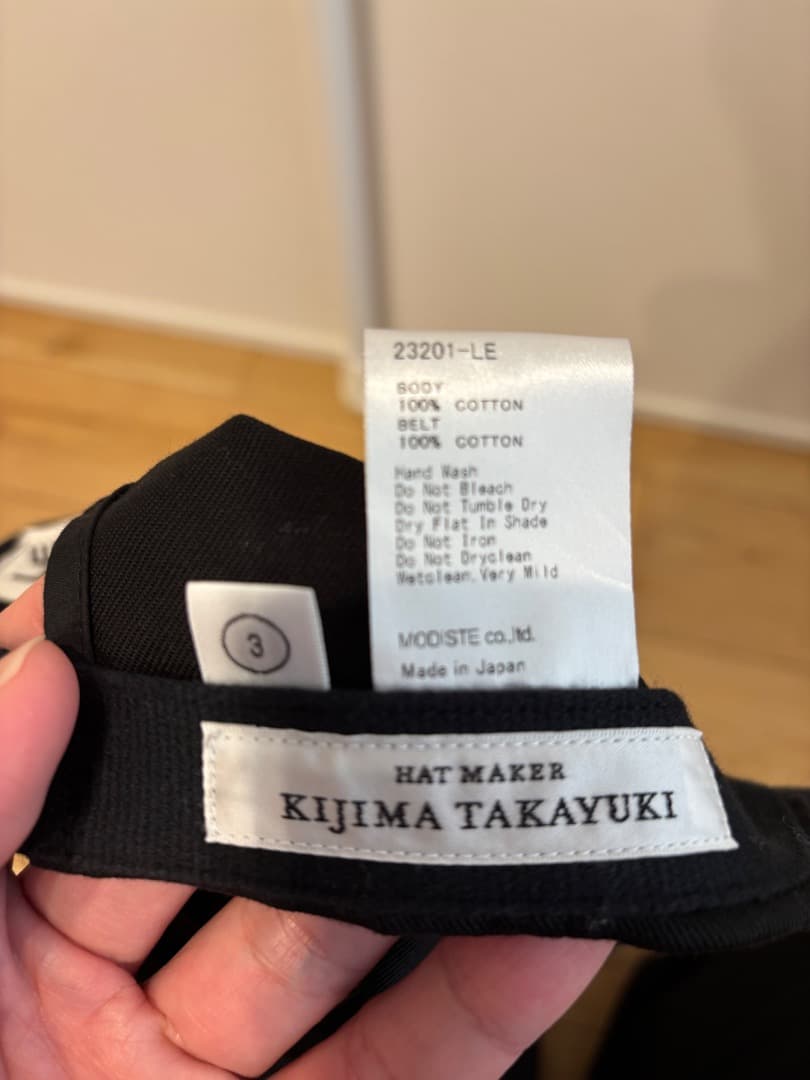 23201-LE
BODY
100% COTTON
BELT
100% COTTON
Hand Wash
Do Not Bleach
Do Not Tumble Dry
Dry Flat In Shade
Do Not Iron
Do Not Dryclean
Wetclean.Very Mild
MODISTE co.,ltd.
Made in Japan
3
HAT MAKER
KIJIMA TAKAYUKI